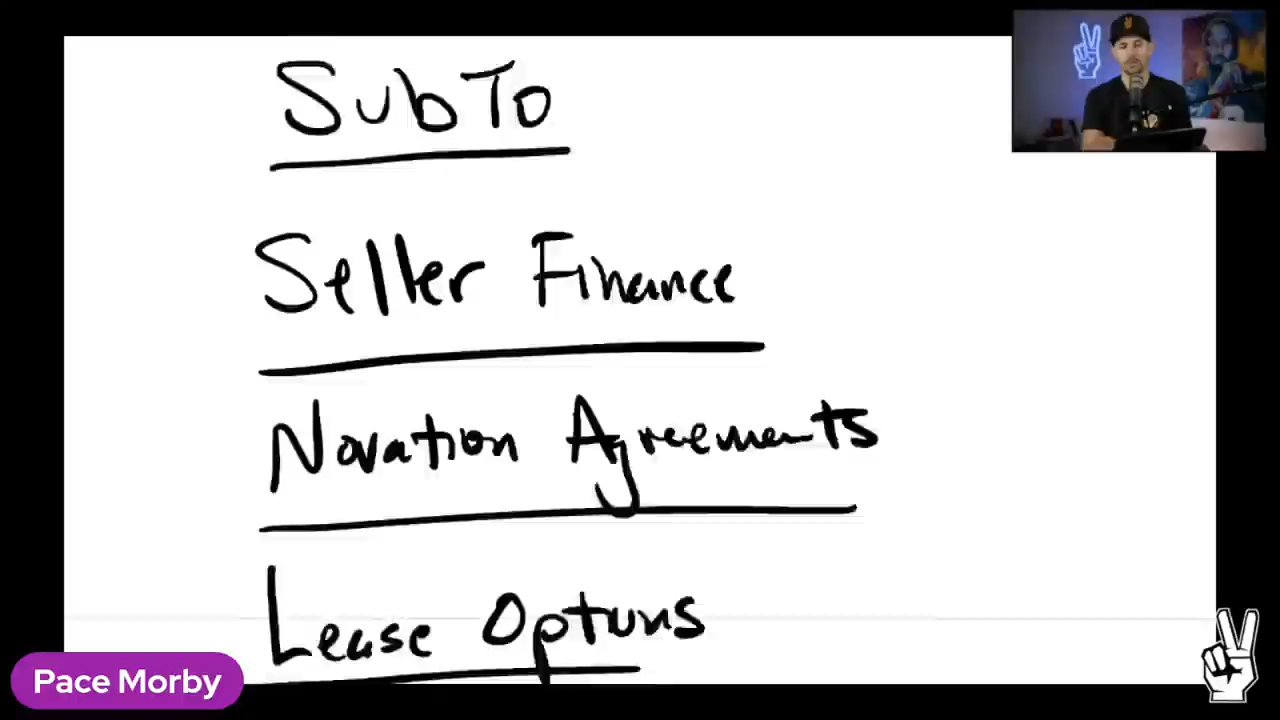 SubTo
Seller Finance
Novation Agreements
Lease Options
Pace Morby